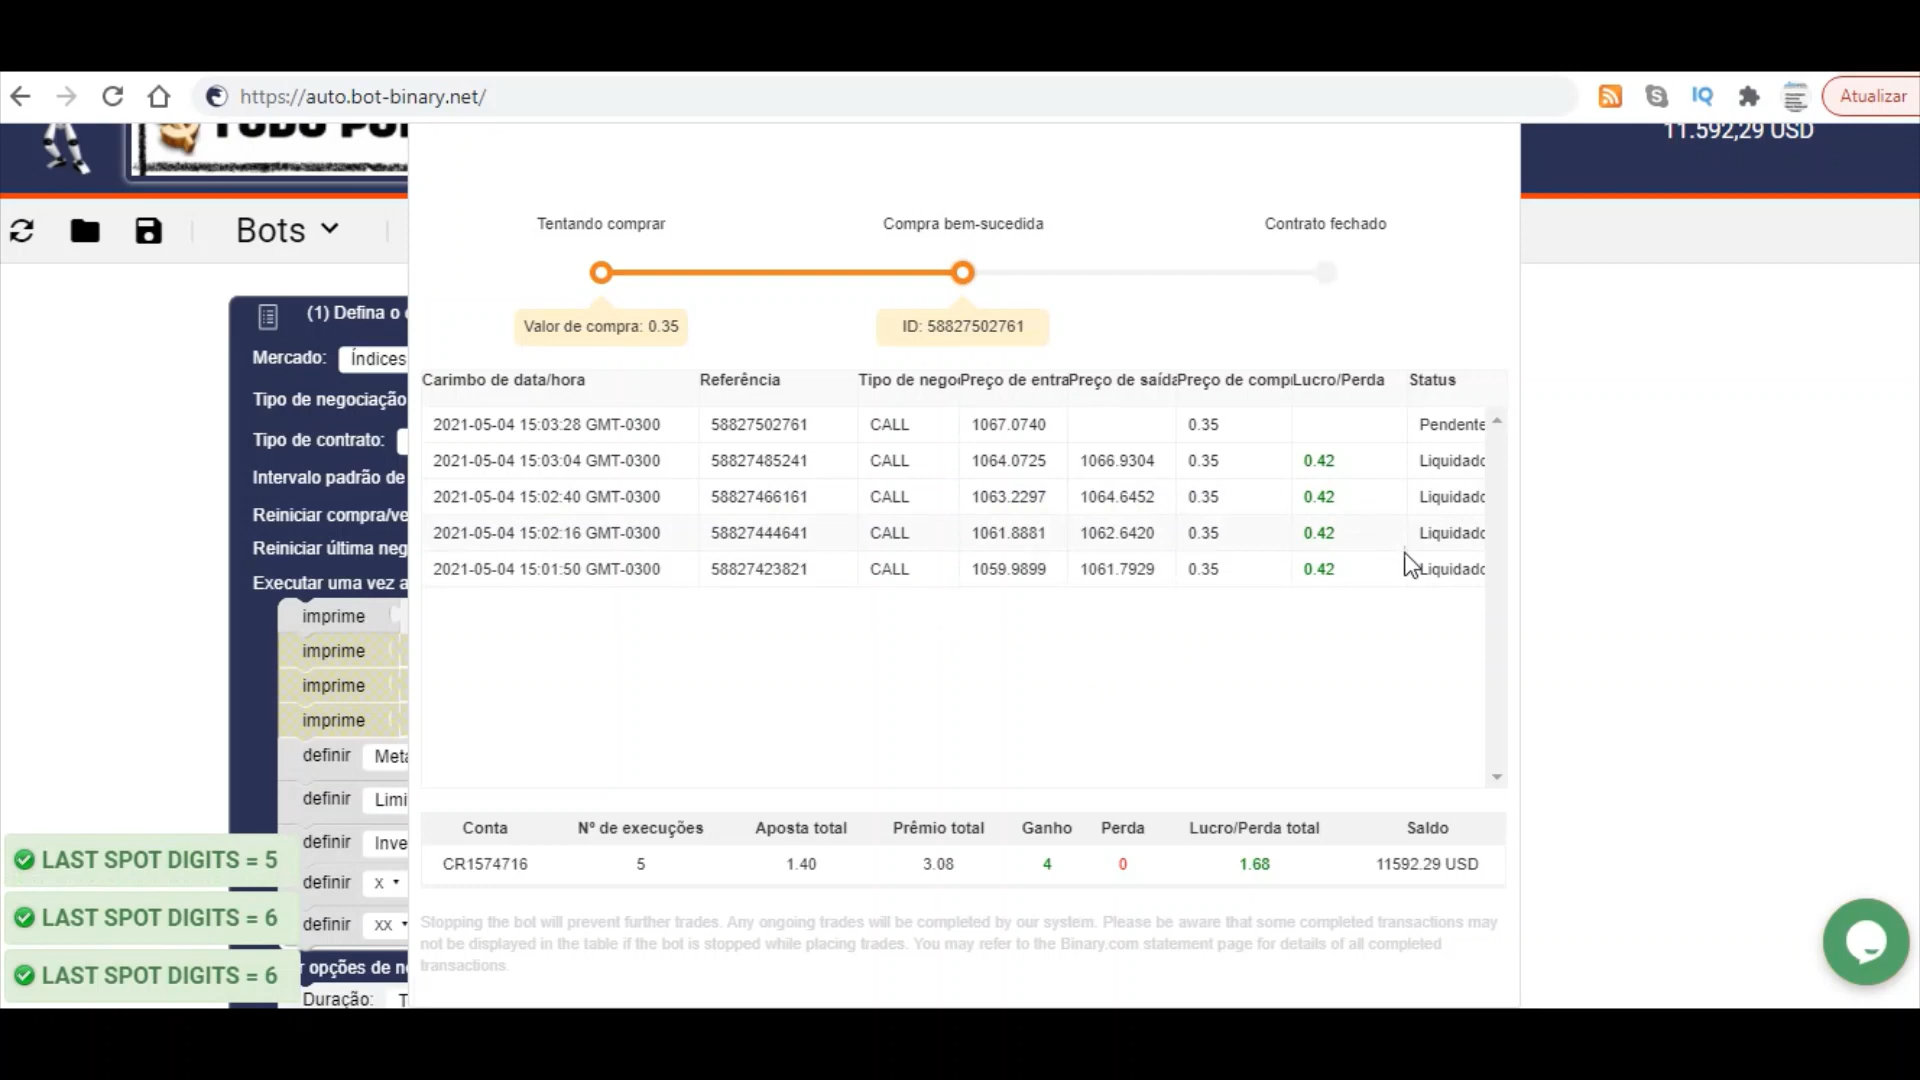 https://auto.bot-binary.net/
Atualizar
11.592,29 USD
Bots
Tentando comprar
Compra bem-sucedida
Contrato fechado
Valor de compra: 0.35
ID: 58827502761
(1) Defina o
Mercado: Índices
Tipo de negociação
Tipo de contrato:
Intervalo padrão de
Reiniciar compra/ve
Reiniciar última neg
Executar uma vez a
imprime
imprime
imprime
imprime
definir Meta
definir Limi
definir Inve
definir x
definir xx
r opções de n
Duração: T
Carimbo de data/hora Referência Tipo de nego Preço de entra Preço de saída Preço de comp Lucro/Perda Status
2021-05-04 15:03:28 GMT-0300 58827502761 CALL 1067.0740 0.35 Pendente
2021-05-04 15:03:04 GMT-0300 58827485241 CALL 1064.0725 1066.9304 0.35 0.42 Liquidado
2021-05-04 15:02:40 GMT-0300 58827466161 CALL 1063.2297 1064.6452 0.35 0.42 Liquidado
2021-05-04 15:02:16 GMT-0300 58827444641 CALL 1061.8881 1062.6420 0.35 0.42 Liquidado
2021-05-04 15:01:50 GMT-0300 58827423821 CALL 1059.9899 1061.7929 0.35 0.42 Liquidado
Conta Nº de execuções Aposta total Prêmio total Ganho Perda Lucro/Perda total Saldo
CR1574716 5 1.40 3.08 4 0 1.68 11592.29 USD
Stopping the bot will prevent further trades. Any ongoing trades will be completed by our system. Please be aware that some completed transactions may
not be displayed in the table if the bot is stopped while placing trades. You may refer to the Binary.com statement page for details of all completed
transactions.
LAST SPOT DIGITS = 5
LAST SPOT DIGITS = 6
LAST SPOT DIGITS = 6